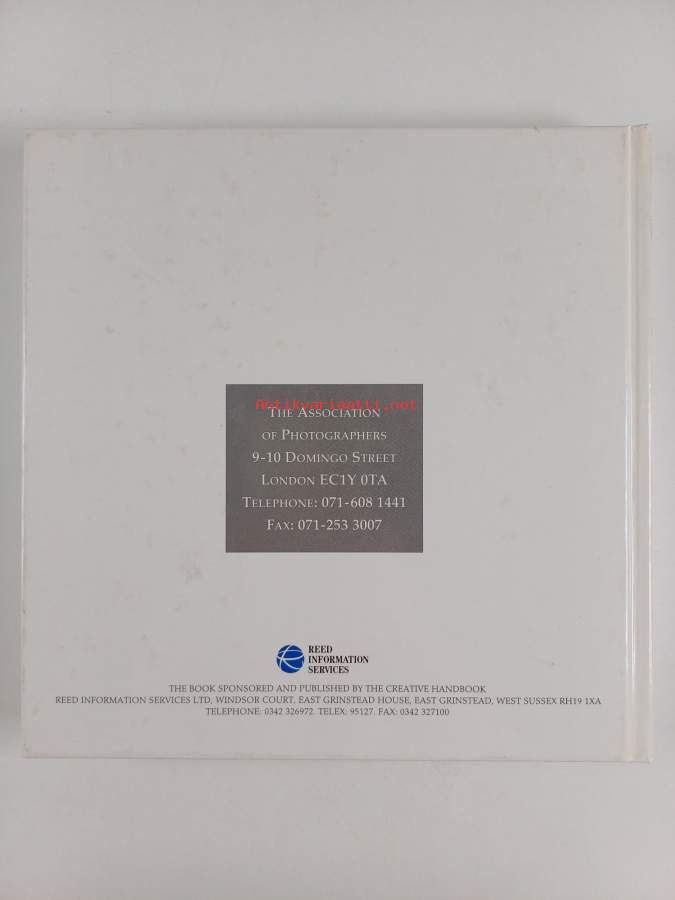 Antikvariaatti.net
THE ASSOCIATION
OF PHOTOGRAPHERS
9-10 DOMINGO STREET
LONDON EC1Y 0TA
TELEPHONE: 071-608 1441
FAX: 071-253 3007
REED
INFORMATION
SERVICES
THE BOOK SPONSORED AND PUBLISHED BY THE CREATIVE HANDBOOK
REED INFORMATION SERVICES LTD, WINDSOR COURT, EAST GRINSTEAD HOUSE, EAST GRINSTEAD, WEST SUSSEX RH19 1XA
TELEPHONE: 0342 326972. TELEX: 95127. FAX: 0342 327100